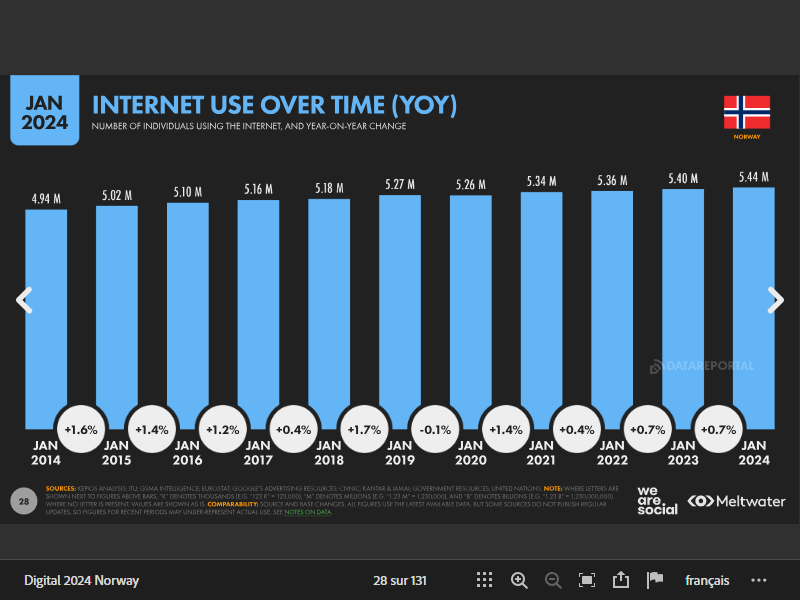 JAN
2024
INTERNET USE OVER TIME (YOY)
NUMBER OF INDIVIDUALS USING THE INTERNET, AND YEAR-ON-YEAR CHANGE
NORWAY
4.94 M
5.02 M
5.10 M
5.16 M
5.18 M
5.27 M
5.26 M
5.34 M
5.36 M
5.40 M
5.44 M
DATAREPORTAL
+1.6%
+1.4%
+1.2%
+0.4%
+1.7%
-0.1%
+1.4%
+0.4%
+0.7%
+0.7%
JAN
2014
JAN
2015
JAN
2016
JAN
2017
JAN
2018
JAN
2019
JAN
2020
JAN
2021
JAN
2022
JAN
2023
JAN
2024
28
SOURCES: KEPIOS ANALYSIS; ITU; GSMA INTELLIGENCE; EUROSTAT; GOOGLE'S ADVERTISING RESOURCES; CNNIC; KANTAR & IAMAI; GOVERNMENT RESOURCES; UNITED NATIONS. NOTE: WHERE LETTERS ARE
SHOWN NEXT TO FIGURES ABOVE BARS, "K" DENOTES THOUSANDS (E.G. "123 K" = 123,000), "M" DENOTES MILLIONS (E.G. "1.23 M" = 1,230,000), AND "B" DENOTES BILLIONS (E.G. "1.23 B" = 1,230,000,000).
WHERE NO LETTER IS PRESENT, VALUES ARE SHOWN AS IS. COMPARABILITY: SOURCE AND BASE CHANGES. ALL FIGURES USE THE LATEST AVAILABLE DATA, BUT SOME SOURCES DO NOT PUBLISH REGULAR
UPDATES, SO FIGURES FOR RECENT PERIODS MAY UNDER-REPRESENT ACTUAL USE. SEE NOTES ON DATA.
we
are.
social
Meltwater
Digital 2024 Norway
28 sur 131
français